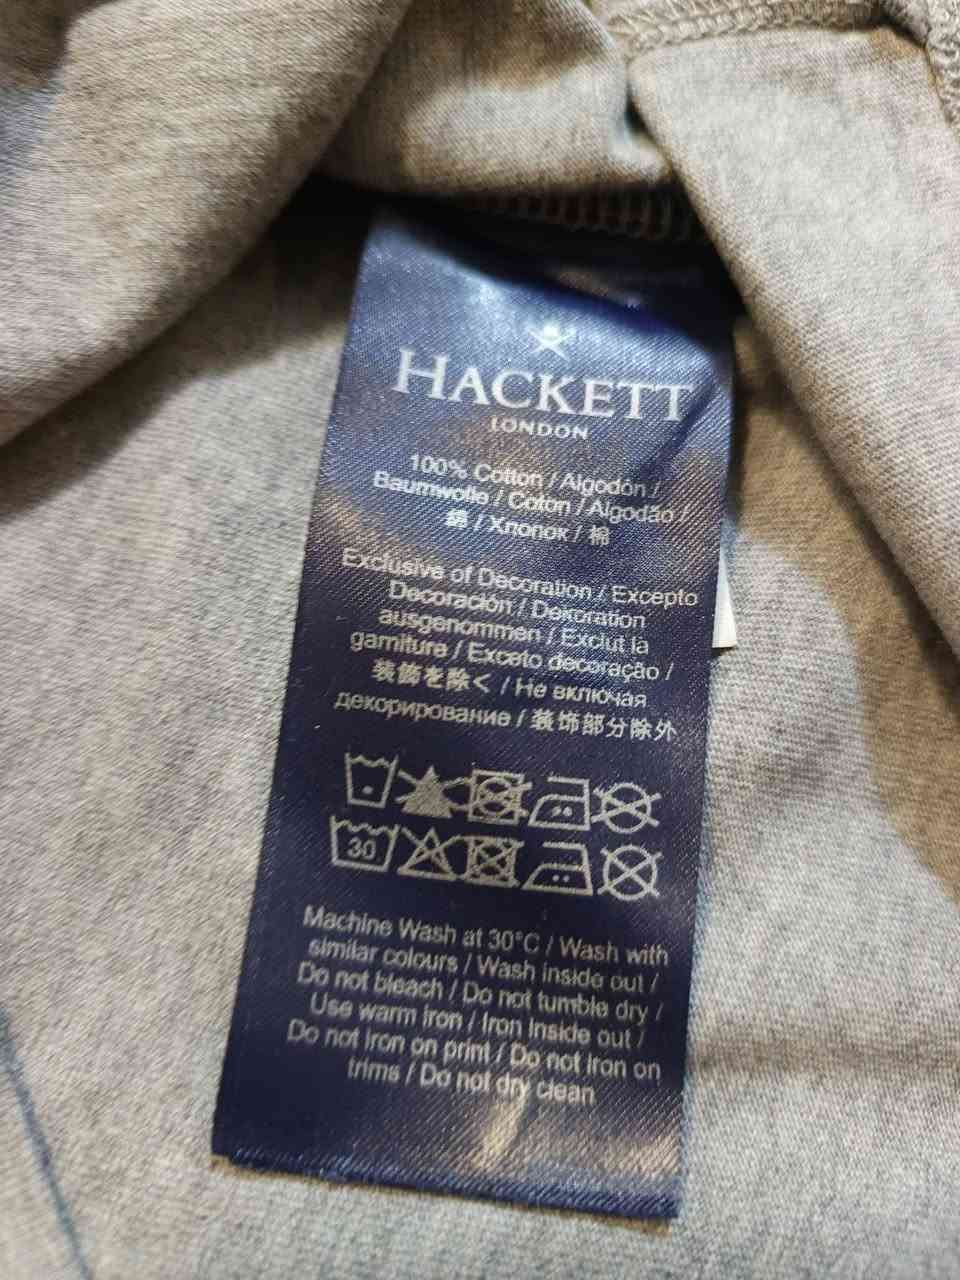 HACKETT
LONDON
100% Cotton / Algodón /
Baumwolle / Coton / Algodão /
綿 / Хлопок / 棉
Exclusive of Decoration / Excepto
Decoración / Dekoration
ausgenommen / Exclut là
garniture / Exceto decoração /
装飾を除く / Не включая
декорирование / 装饰部分除外
30
Machine Wash at 30°C / Wash with
similar colours / Wash inside out /
Do not bleach / Do not tumble dry /
Use warm iron / Iron Inside out /
Do not Iron on print / Do not Iron on
trims / Do not dry clean